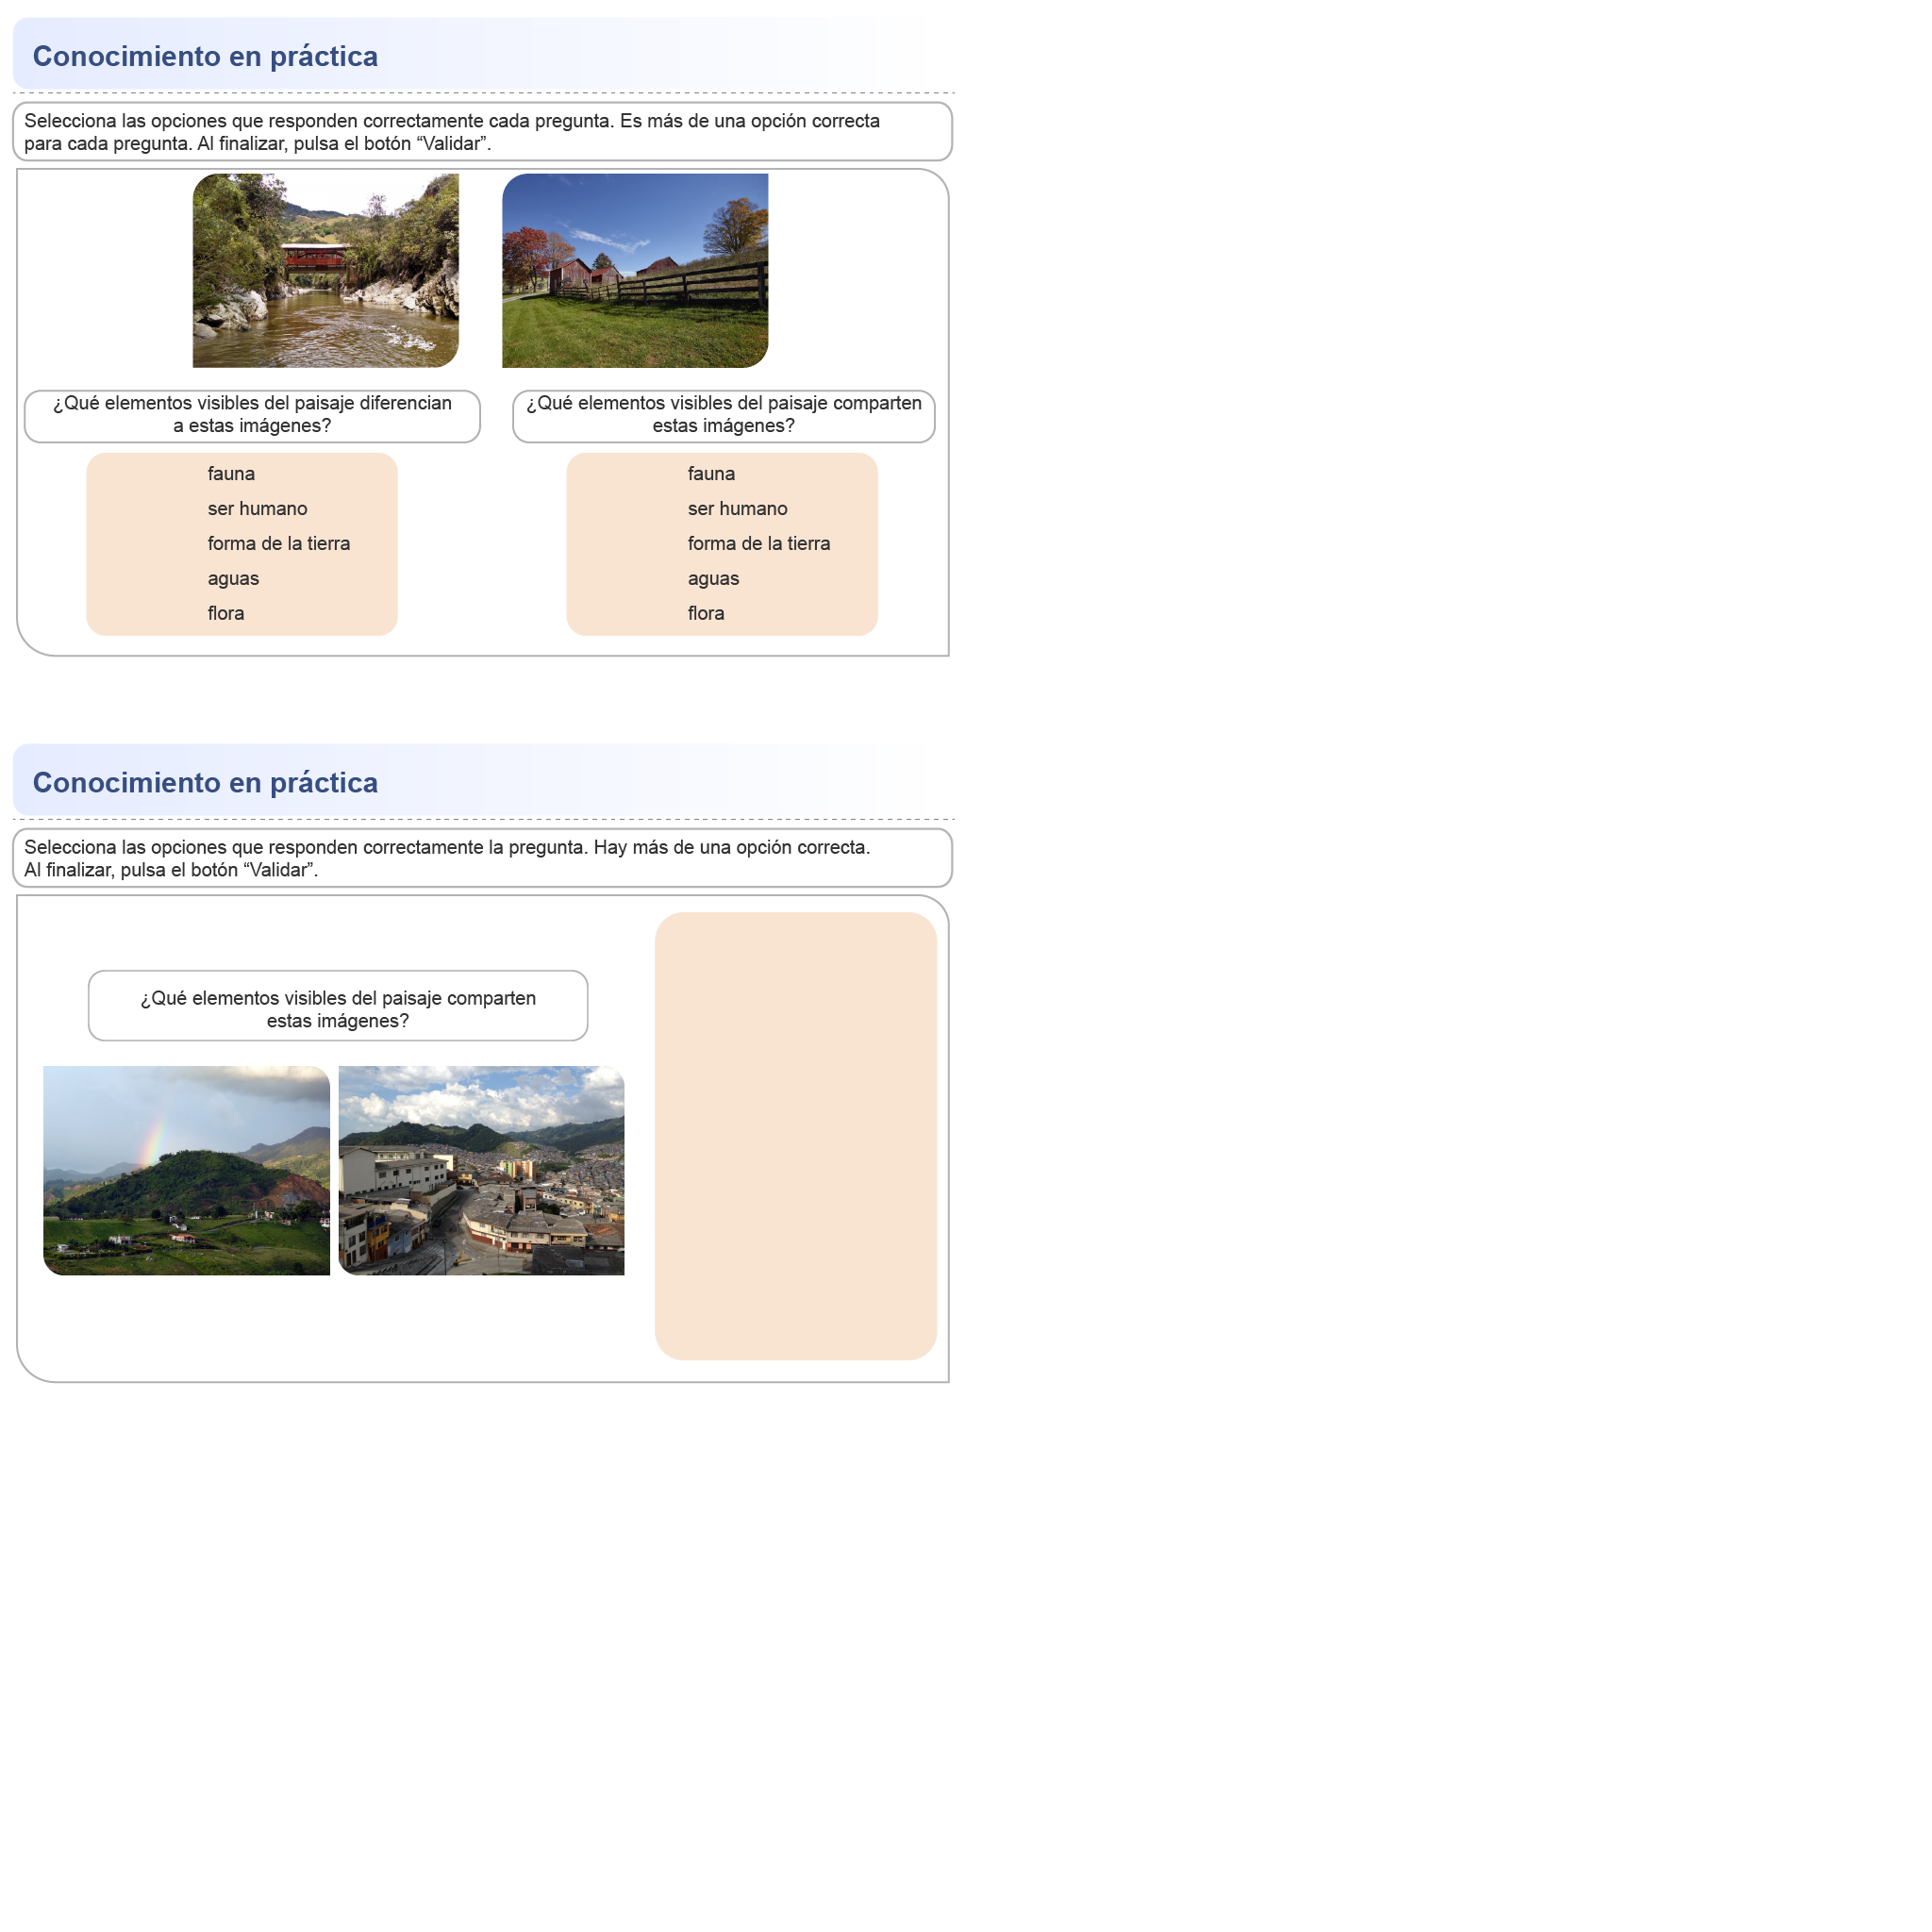 Conocimiento en práctica
Selecciona las opciones que responden correctamente cada pregunta. Es más de una opción correcta
para cada pregunta. Al finalizar, pulsa el botón “Validar”.
¿Qué elementos visibles del paisaje diferencian
a estas imágenes?
fauna
ser humano
forma de la tierra
aguas
flora
¿Qué elementos visibles del paisaje comparten
estas imágenes?
fauna
ser humano
forma de la tierra
aguas
flora
Conocimiento en práctica
Selecciona las opciones que responden correctamente la pregunta. Hay más de una opción correcta.
Al finalizar, pulsa el botón “Validar”.
¿Qué elementos visibles del paisaje comparten
estas imágenes?